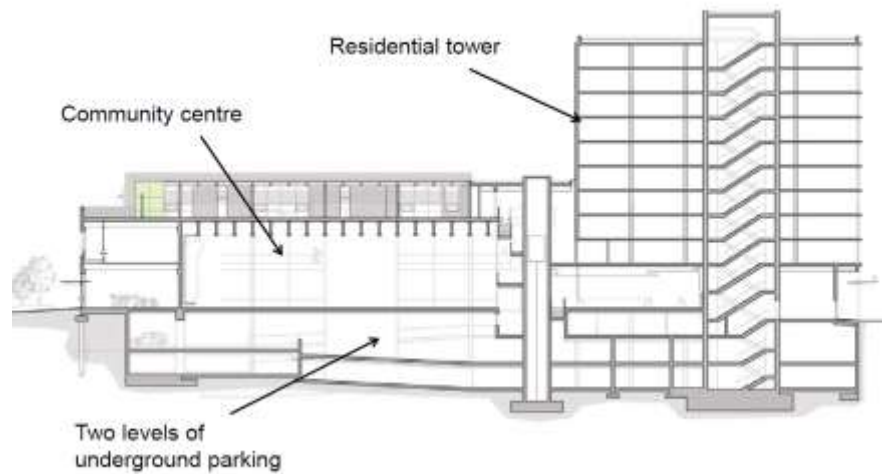 Residential tower
Community centre
Two levels of
underground parking